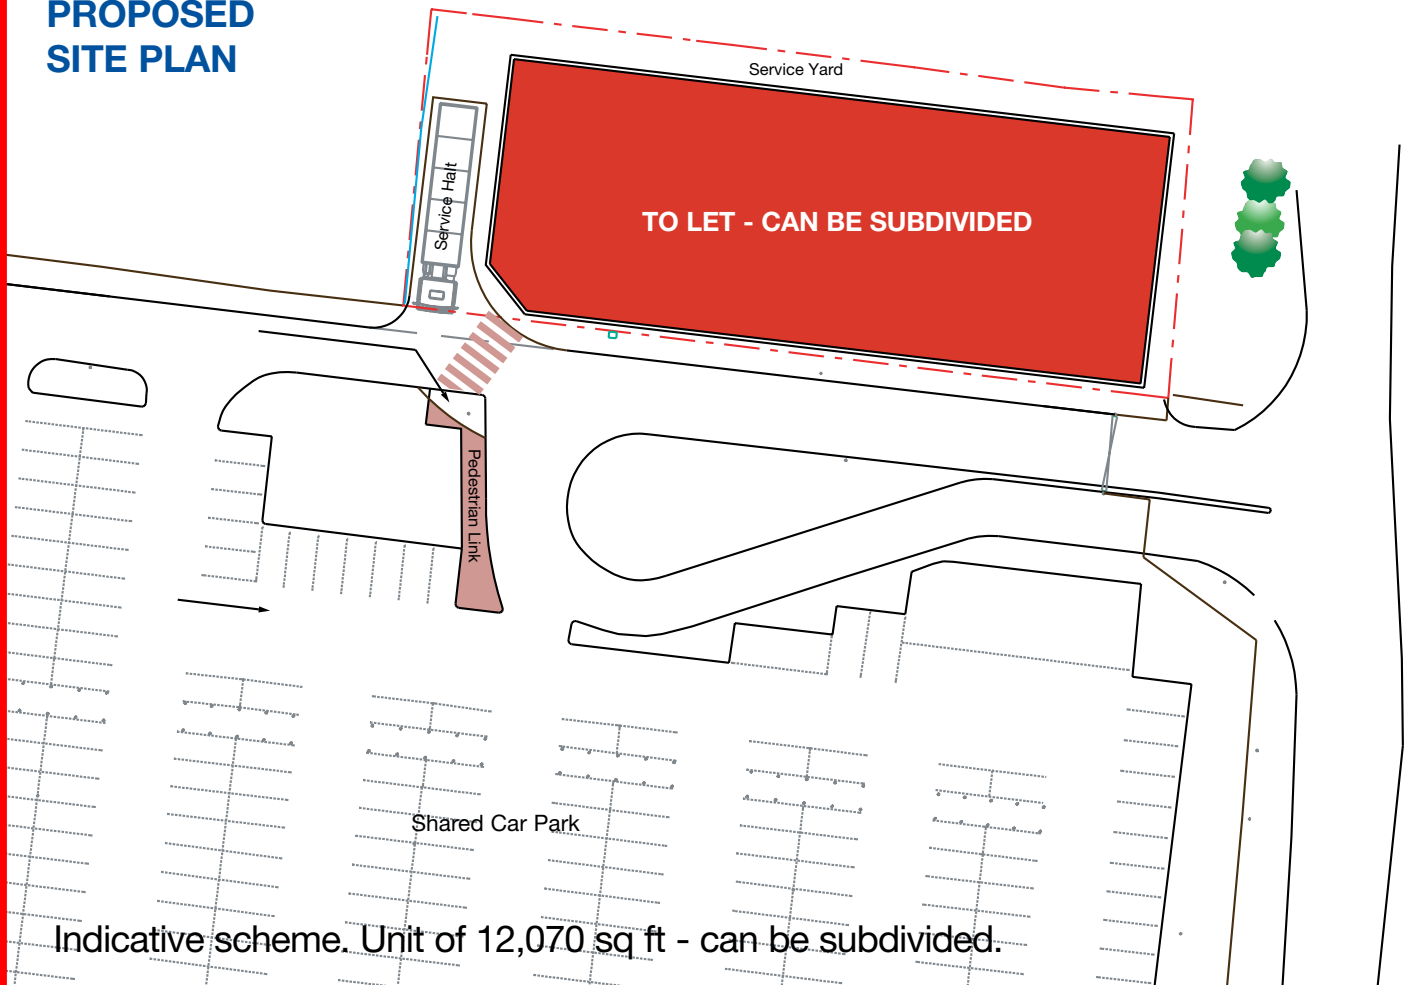 PROPOSED
SITE PLAN
Service Yard
Service Halt
TO LET - CAN BE SUBDIVIDED
Pedestrian Link
Shared Car Park
Indicative scheme. Unit of 12,070 sq ft - can be subdivided.